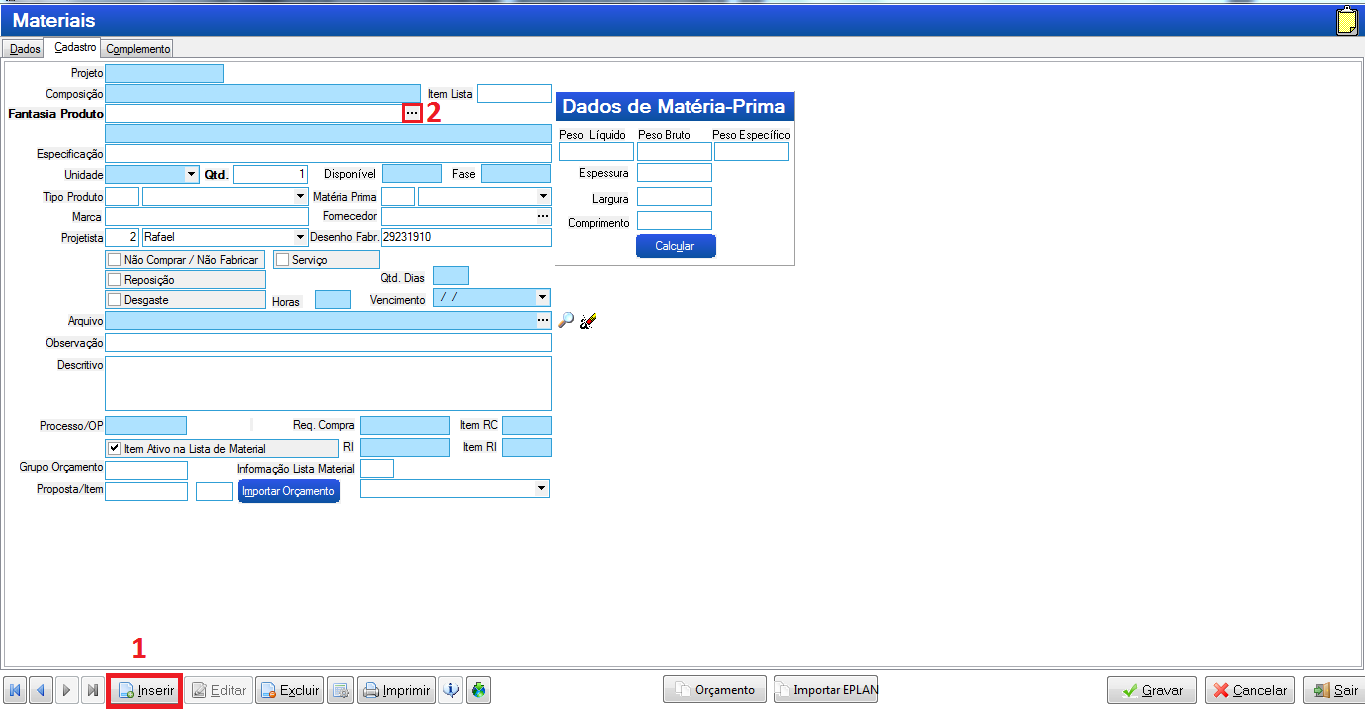 Materiais
Dados Cadastro Complemento
Projeto
Composição Item Lista
Fantasia Produto ... 2
Especificação
Unidade Qtd. 1 Disponível Fase
Tipo Produto Matéria Prima
Marca Fornecedor ...
Projetista 2 Rafael Desenho Fabr. 29231910
Não Comprar / Não Fabricar Serviço
Reposição Qtd. Dias
Desgaste Horas Vencimento / /
Arquivo ...
Observação
Descritivo
Processo/OP Req. Compra Item RC
Item Ativo na Lista de Material RI Item RI
Grupo Orçamento Informação Lista Material
Proposta/Item Importar Orçamento
Dados de Matéria-Prima
Peso Líquido Peso Bruto Peso Específico
Espessura
Largura
Comprimento
Calcular
1
Inserir Editar Excluir Imprimir Orçamento Importar EPLAN Gravar Cancelar Sair